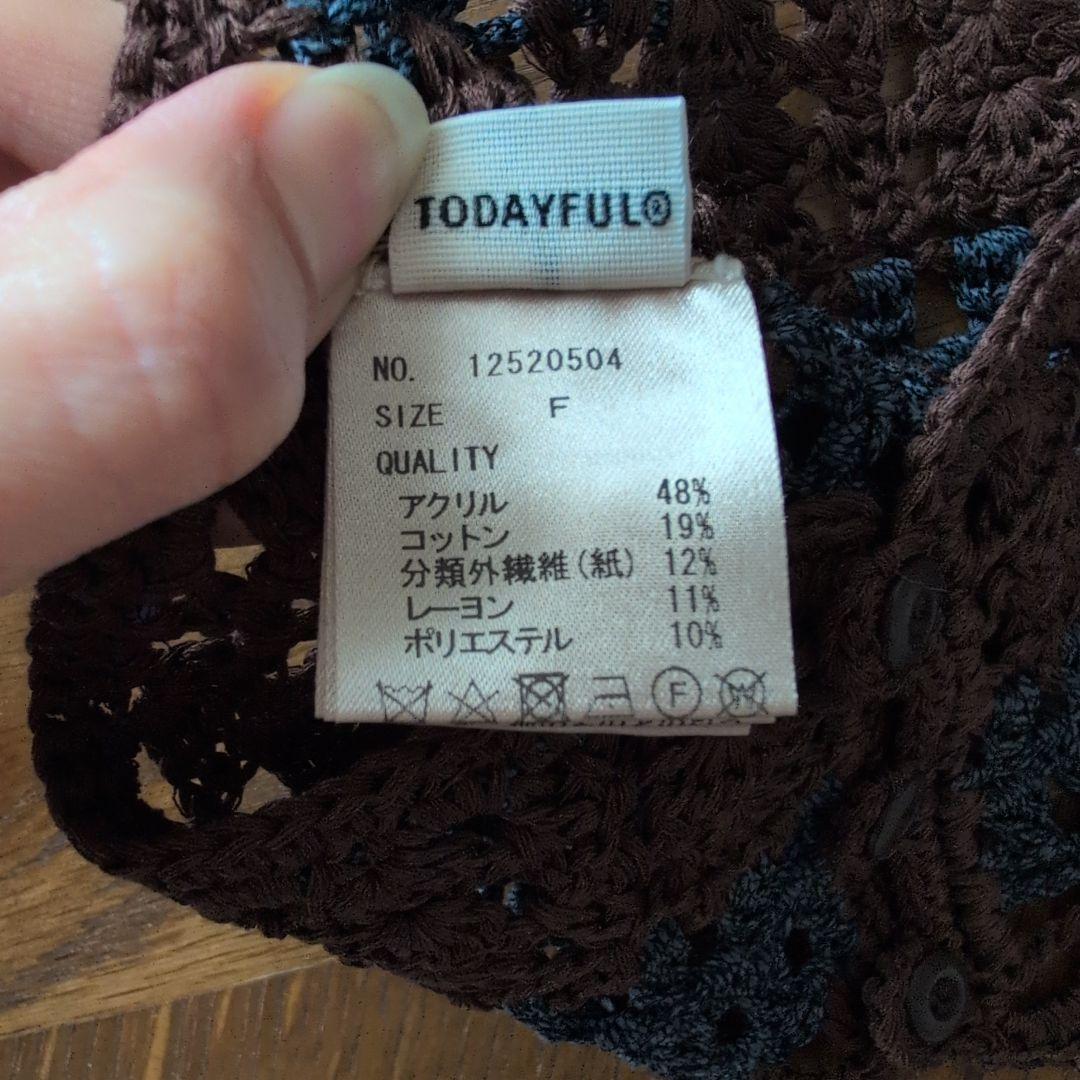 TODAYFUL®
NO. 12520504
SIZE F
QUALITY
アクリル 48%
コットン 19%
分類外繊維(紙) 12%
レーヨン 11%
ポリエステル 10%
F W